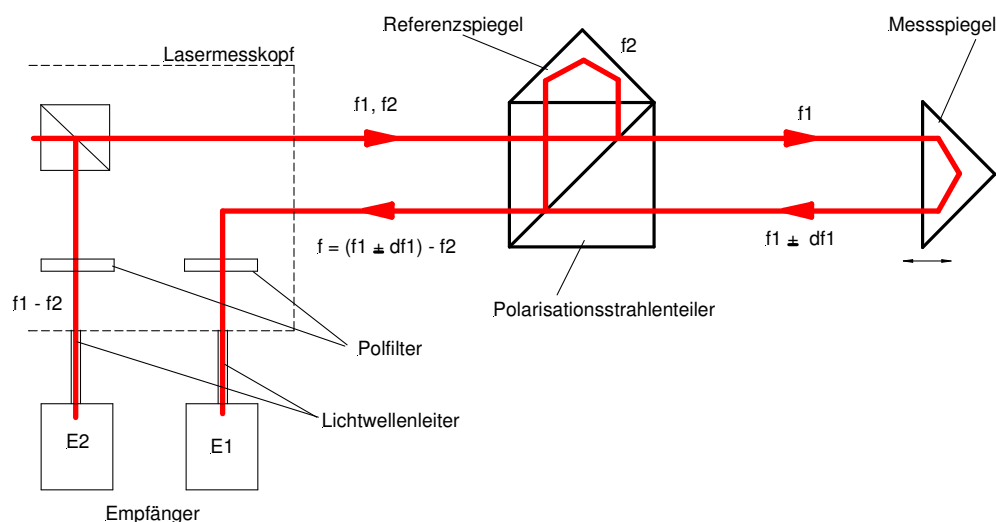 Referenzspiegel
Messspiegel
Lasermesskopf
f2
f1, f2
f1
f = (f1 ± df1) - f2
f1 ± df1
f1 - f2
Polarisationsstrahlenteiler
Polfilter
Lichtwellenleiter
E2
E1
Empfänger